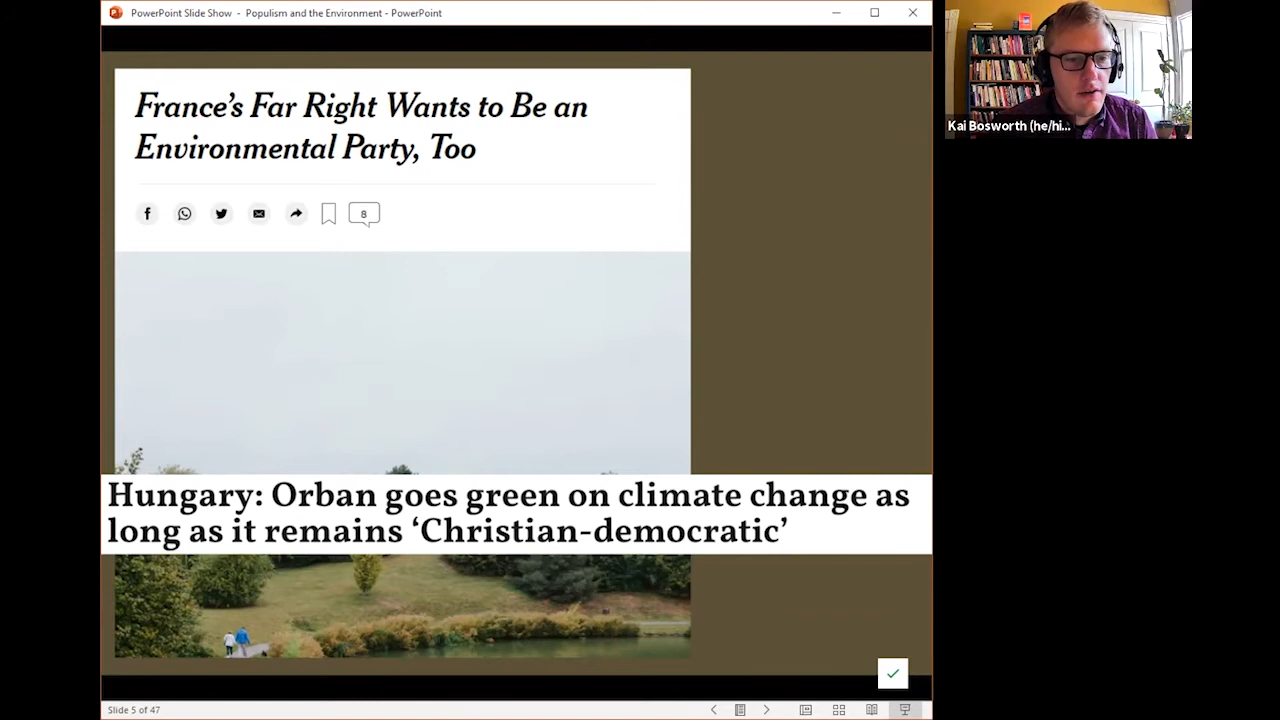 PowerPoint Slide Show - Populism and the Environment - PowerPoint
France's Far Right Wants to Be an
Environmental Party, Too
8
Hungary: Orban goes green on climate change as
long as it remains ‘Christian-democratic’
Slide 5 of 47
Kai Bosworth (he/hi...